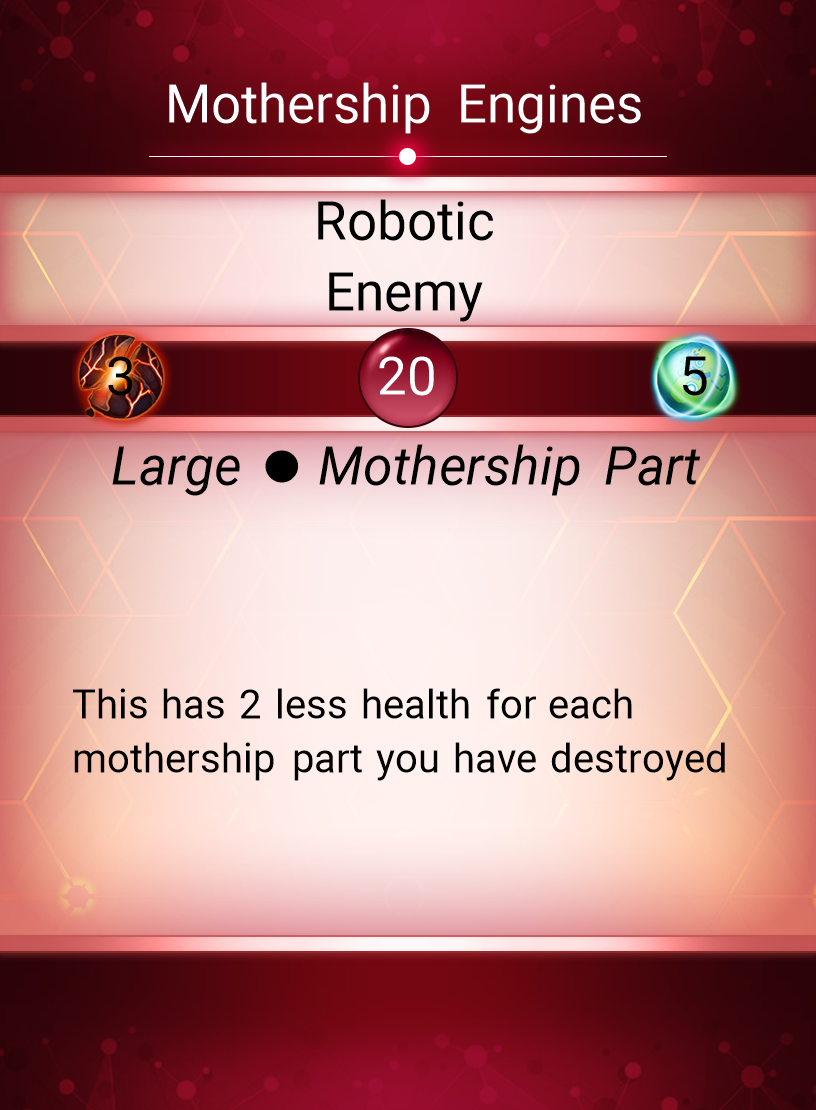 Mothership Engines
Robotic
Enemy
3 20 5
Large ● Mothership Part
This has 2 less health for each
mothership part you have destroyed